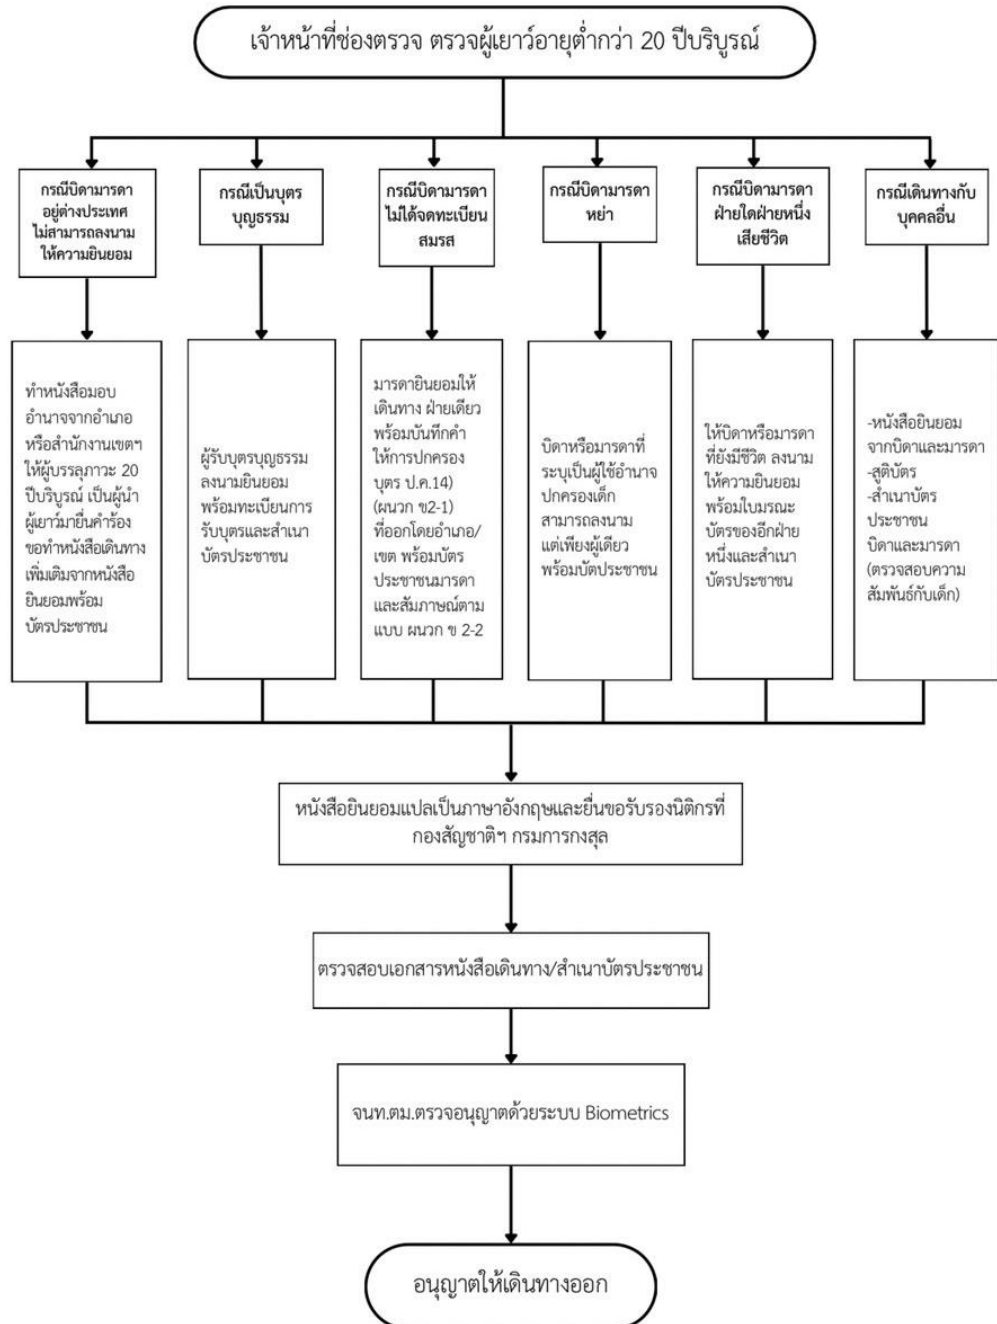 เจ้าหน้าที่ช่องตรวจ ตรวจผู้เยาว์อายุต่ำกว่า 20 ปีบริบูรณ์
กรณีบิดามารดา
อยู่ต่างประเทศ
ไม่สามารถลงนาม
ให้ความยินยอม
กรณีเป็นบุตร
บุญธรรม
กรณีบิดามารดา
ไม่ได้จดทะเบียน
สมรส
กรณีบิดามารดา
หย่า
กรณีบิดามารดา
ฝ่ายใดฝ่ายหนึ่ง
เสียชีวิต
กรณีเดินทางกับ
บุคคลอื่น
ทำหนังสือมอบ
อำนาจจากอำเภอ
หรือสำนักงานเขตฯ
ให้ผู้บรรลุภาวะ 20
ปีบริบูรณ์ เป็นผู้นำ
ผู้เยาว์มายื่นคำร้อง
ขอทำหนังสือเดินทาง
เพิ่มเติมจากหนังสือ
ยินยอมพร้อม
บัตรประชาชน
ผู้รับบุตรบุญธรรม
ลงนามยินยอม
พร้อมทะเบียนการ
รับบุตรและสำเนา
บัตรประชาชน
มารดายินยอมให้
เดินทาง ฝ่ายเดียว
พร้อมบันทึกคำ
ให้การปกครอง
บุตร ป.ค.14)
(ผนวก ข2-1)
ที่ออกโดยอำเภอ/
เขต พร้อมบัตร
ประชาชนมารดา
และสัมภาษณ์ตาม
แบบ ผนวก ข 2-2
บิดาหรือมารดาที่
ระบุเป็นผู้ใช้อำนาจ
ปกครองเด็ก
สามารถลงนาม
แต่เพียงผู้เดียว
พร้อมบัตประชาชน
ให้บิดาหรือมารดา
ที่ยังมีชีวิต ลงนาม
ให้ความยินยอม
พร้อมใบมรณะ
บัตรของอีกฝ่าย
หนึ่งและสำเนา
บัตรประชาชน
-หนังสือยินยอม
จากบิดาและมารดา
-สูติบัตร
-สำเนาบัตร
ประชาชน
บิดาและมารดา
(ตรวจสอบความ
สัมพันธ์กับเด็ก)
หนังสือยินยอมแปลเป็นภาษาอังกฤษและยื่นขอรับรองนิติกรที่
กองสัญชาติฯ กรมการกงสุล
ตรวจสอบเอกสารหนังสือเดินทาง/สำเนาบัตรประชาชน
จนท.ตม.ตรวจอนุญาตด้วยระบบ Biometrics
อนุญาตให้เดินทางออก